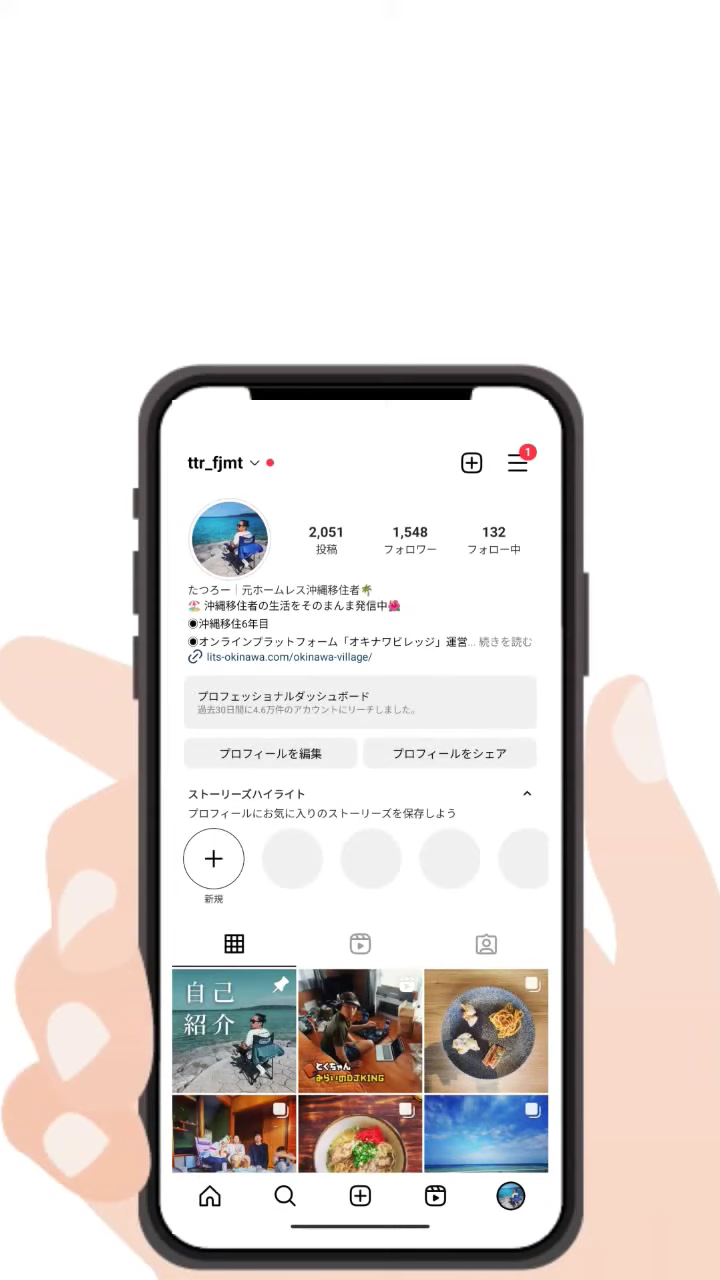 ttr_fjmt
1
2,051 1,548 132
投稿 フォロワー フォロー中
たつろー｜元ホームレス沖縄移住者🌴
🏖️ 沖縄移住者の生活をそのまんま発信中🌺
◉沖縄移住6年目
◉オンラインプラットフォーム「オキナワビレッジ」運営... 続きを読む
lits-okinawa.com/okinawa-village/
プロフェッショナルダッシュボード
過去30日間に4.6万件のアカウントにリーチしました。
プロフィールを編集 プロフィールをシェア
ストーリーズハイライト
プロフィールにお気に入りのストーリーズを保存しよう
新規
自己
紹介
とくちゃん
みらいのDJKING